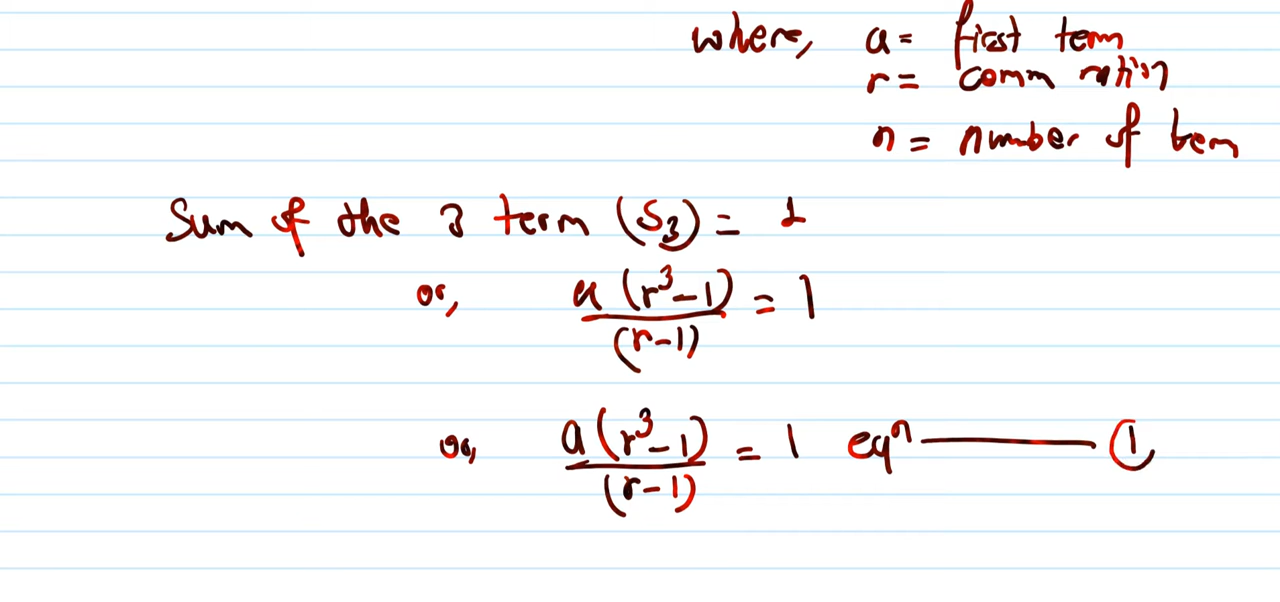 where, a = first term
r = comm ration
n = number of term
Sum of the 3 term (S₃) = 1
or, a (r³-1) / (r-1) = 1
or, a (r³-1) / (r-1) = 1 eqⁿ ——— ①